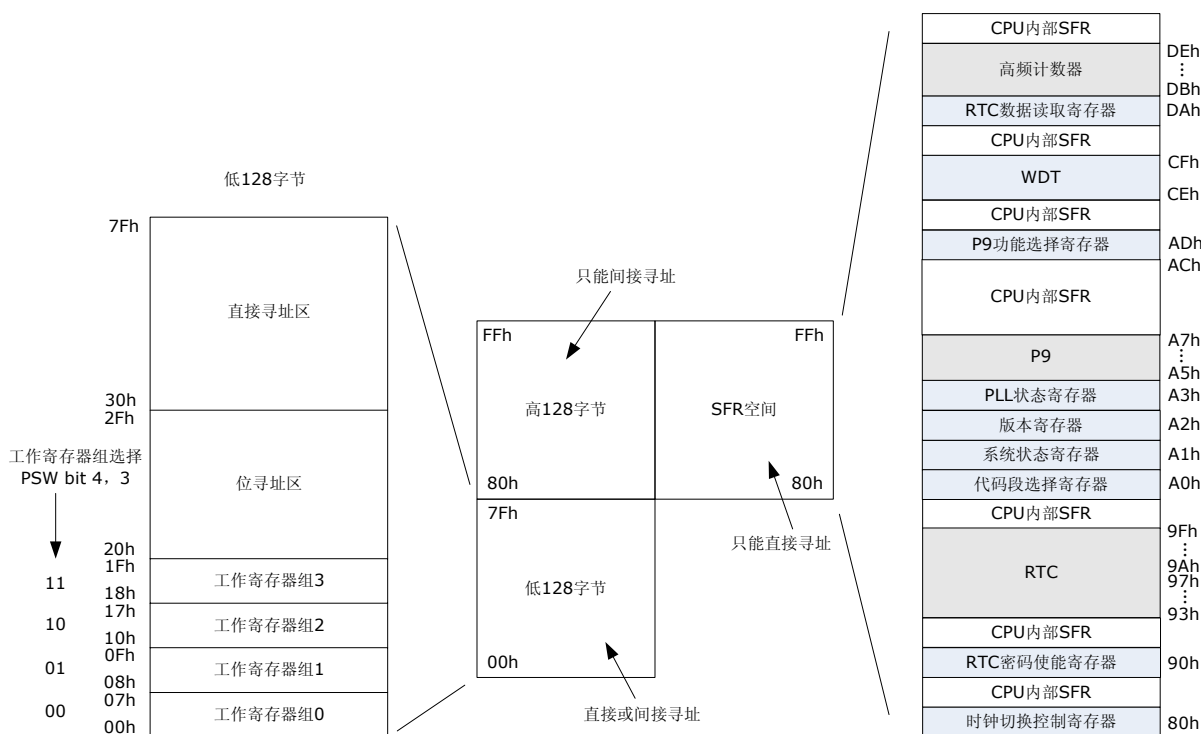 低128字节
7Fh
直接寻址区
30h
2Fh
工作寄存器组选择
PSW bit 4，3
位寻址区
20h
1Fh
11
工作寄存器组3
18h
17h
10
工作寄存器组2
10h
0Fh
01
工作寄存器组1
08h
07h
00
工作寄存器组0
00h
只能间接寻址
FFh
高128字节
80h
FFh
SFR空间
80h
只能直接寻址
7Fh
低128字节
00h
直接或间接寻址
CPU内部SFR
高频计数器
DEh
⋮
DBh
RTC数据读取寄存器
DAh
CPU内部SFR
WDT
CFh
CEh
CPU内部SFR
P9功能选择寄存器
ADh
ACh
CPU内部SFR
P9
A7h
⋮
A5h
PLL状态寄存器
A3h
版本寄存器
A2h
系统状态寄存器
A1h
代码段选择寄存器
A0h
CPU内部SFR
RTC
9Fh
⋮
9Ah
97h
⋮
93h
CPU内部SFR
RTC密码使能寄存器
90h
CPU内部SFR
时钟切换控制寄存器
80h